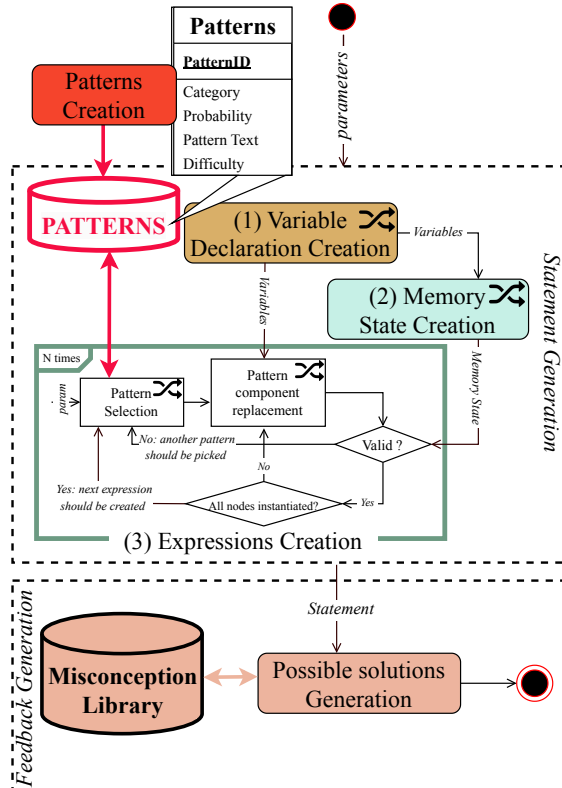 Patterns
PatternID
Category
Probability
Pattern Text
Difficulty
Patterns
Creation
parameters
PATTERNS
(1) Variable
Declaration Creation
Variables
(2) Memory
State Creation
Variables
Memory State
Statement Generation
N times
param
Pattern
Selection
Pattern
component
replacement
Valid ?
No: another pattern
should be picked
No
Yes: next expression
should be created
All nodes instantiated?
Yes
(3) Expressions Creation
Statement
Feedback Generation
Misconception
Library
Possible solutions
Generation